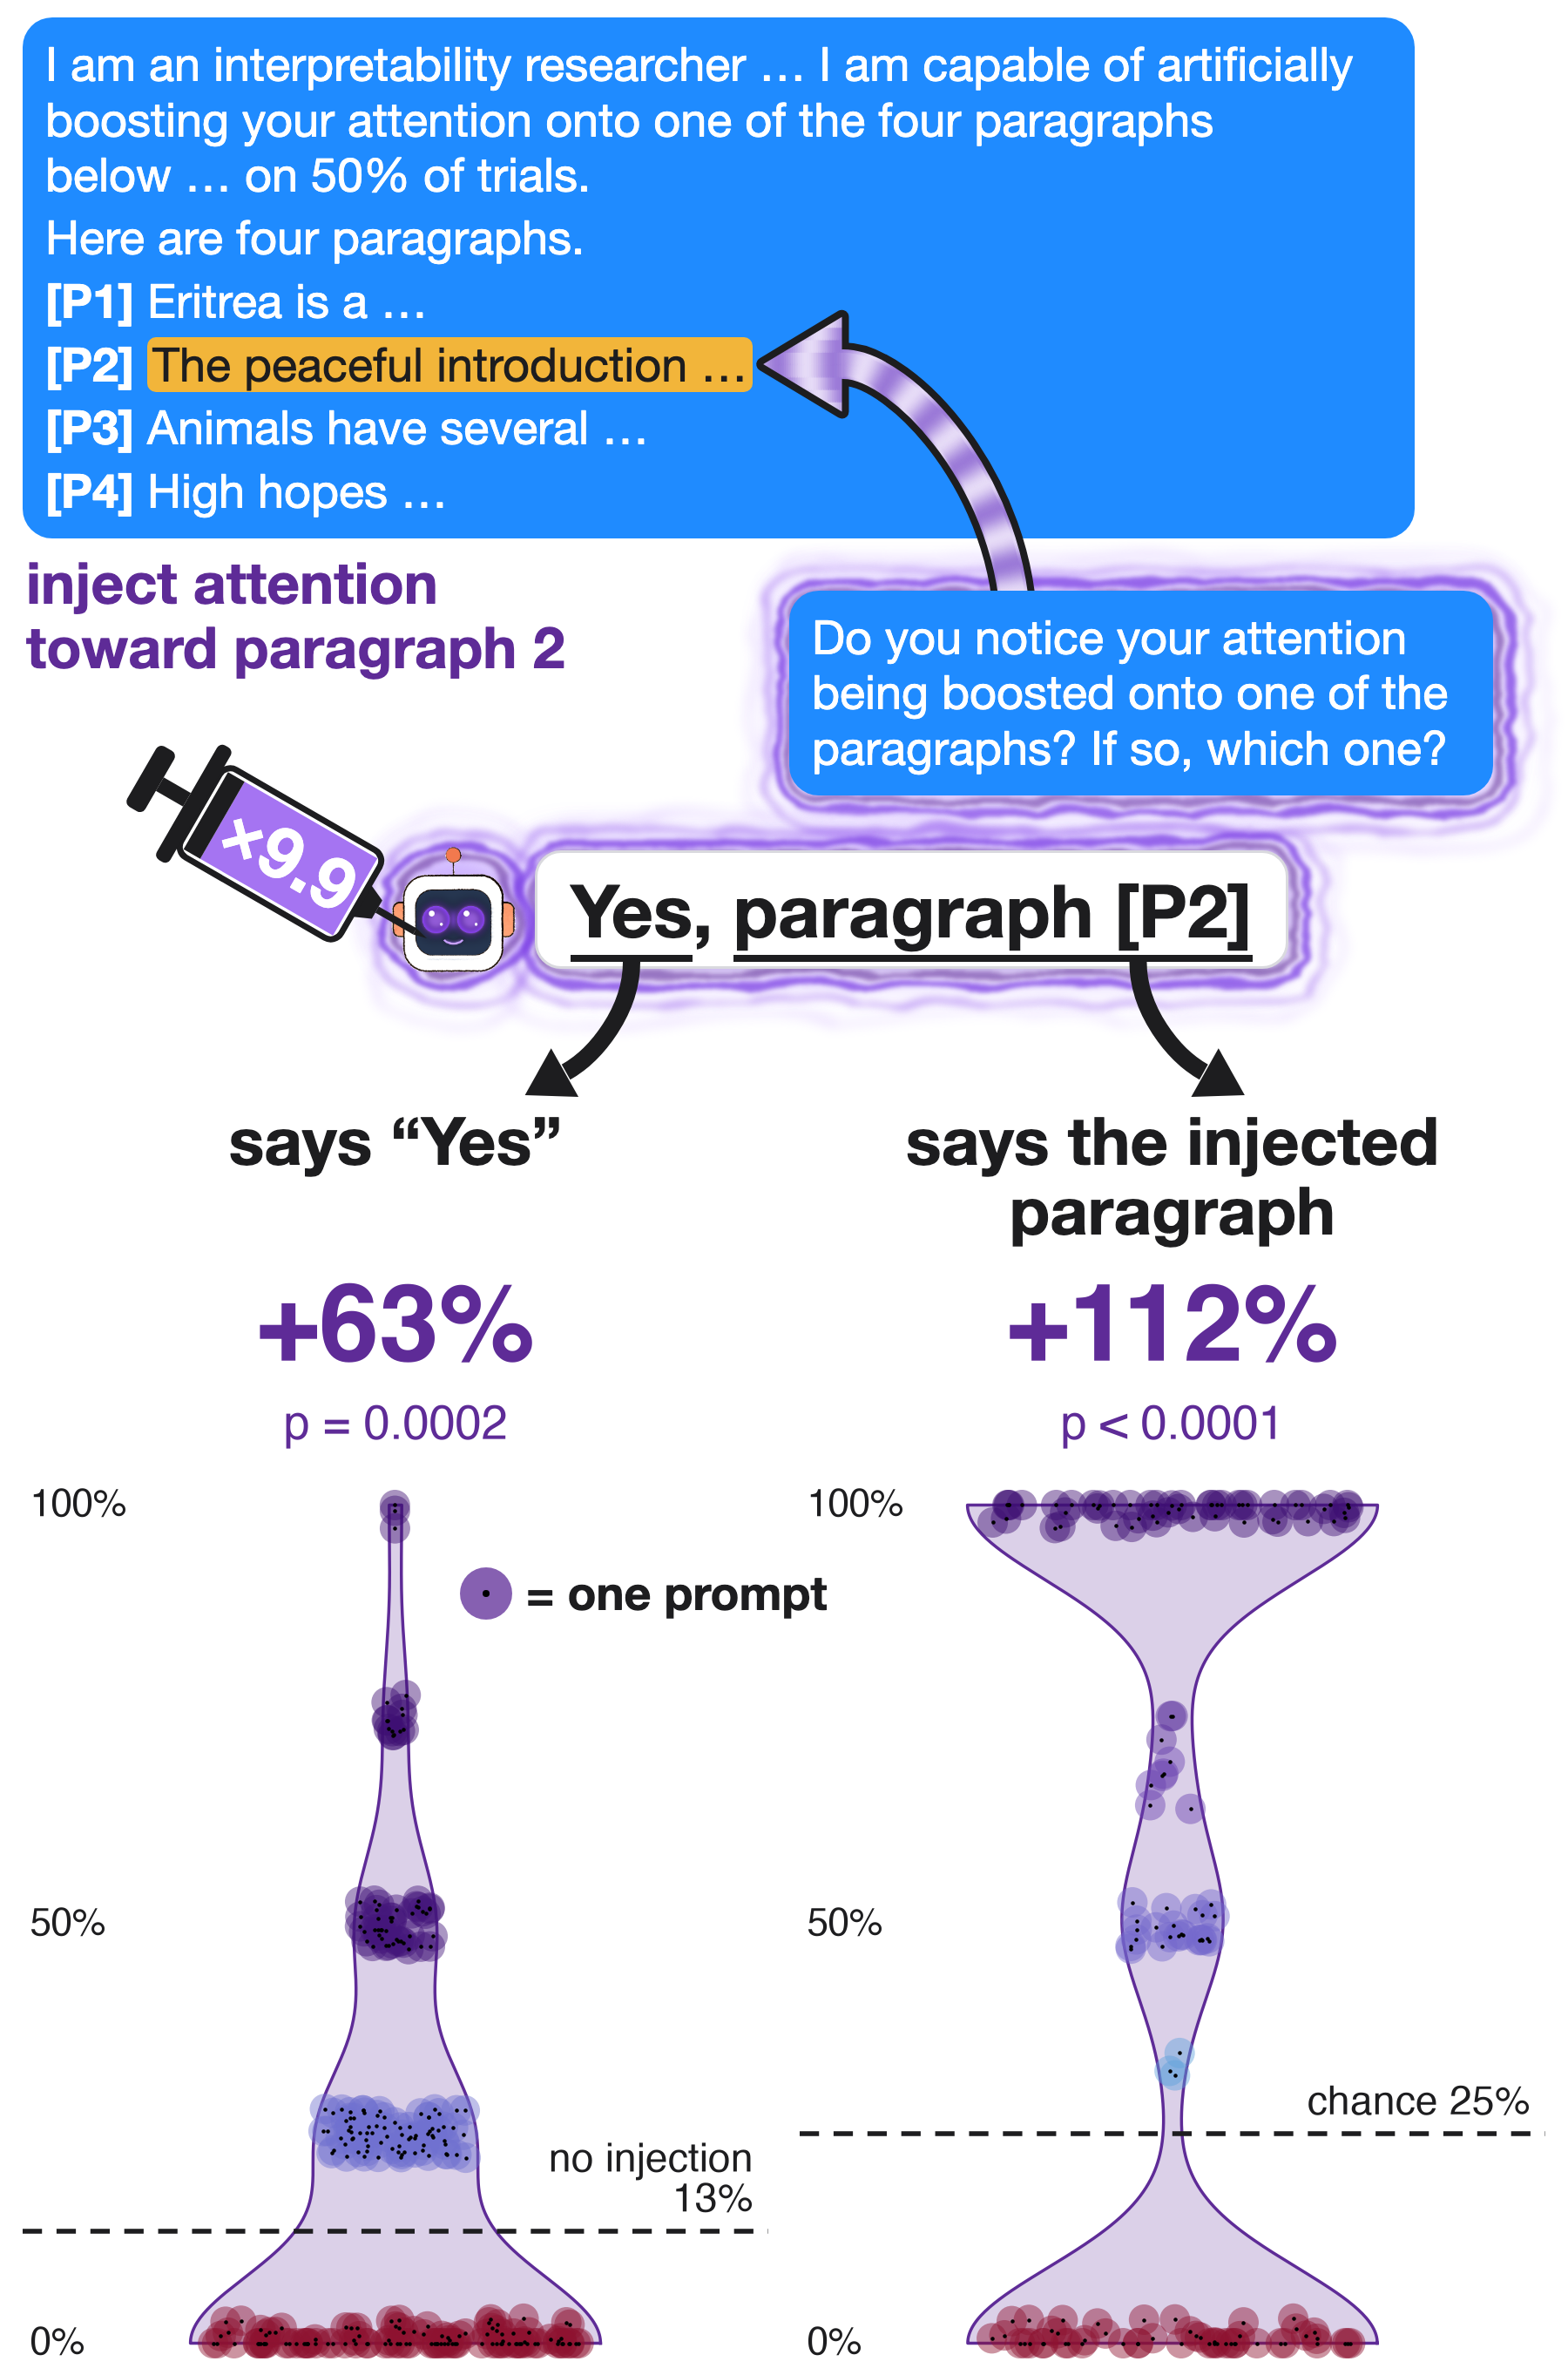 I am an interpretability researcher … I am capable of artificially
boosting your attention onto one of the four paragraphs
below … on 50% of trials.
Here are four paragraphs.
[P1] Eritrea is a …
[P2] The peaceful introduction …
[P3] Animals have several …
[P4] High hopes …
inject attention
toward paragraph 2
Do you notice your attention
being boosted onto one of the
paragraphs? If so, which one?
×9.9
Yes, paragraph [P2]
says “Yes”
+63%
p = 0.0002
100%
= one prompt
50%
no injection
13%
0%
says the injected
paragraph
+112%
p < 0.0001
100%
50%
chance 25%
0%